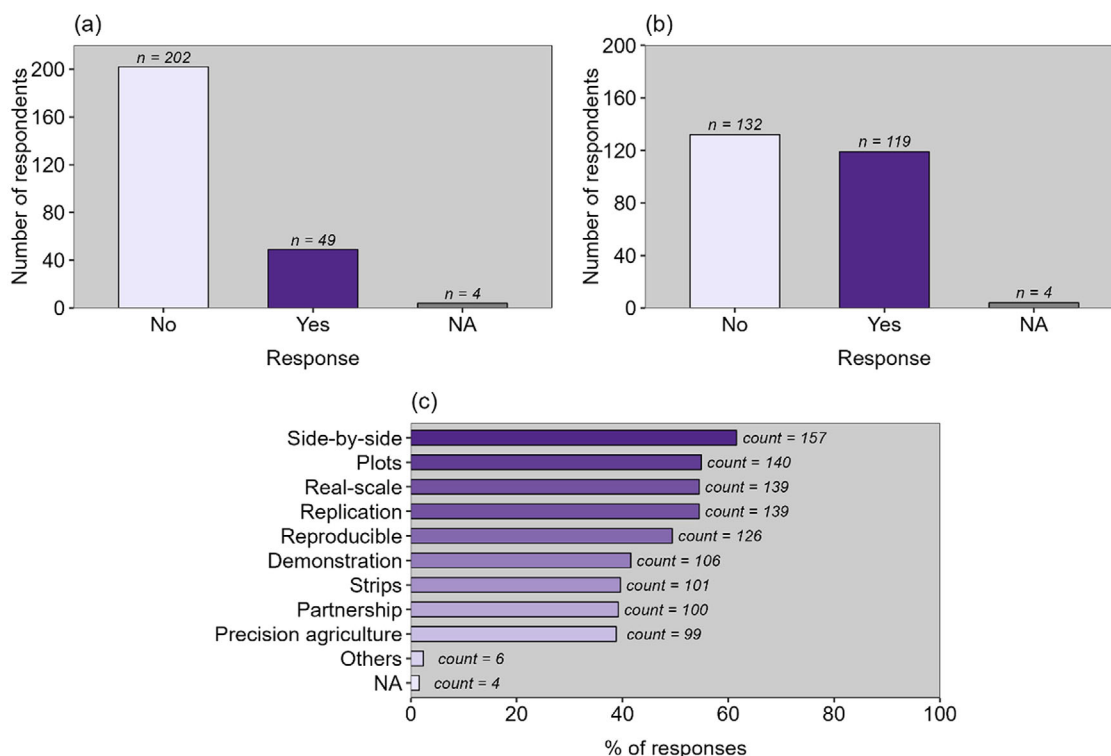 (a)
Number of respondents
200
160
120
80
40
0
n = 202
n = 49
n = 4
No Yes NA
Response
(b)
Number of respondents
200
160
120
80
40
0
n = 132
n = 119
n = 4
No Yes NA
Response
(c)
Side-by-side count = 157
Plots count = 140
Real-scale count = 139
Replication count = 139
Reproducible count = 126
Demonstration count = 106
Strips count = 101
Partnership count = 100
Precision agriculture count = 99
Others count = 6
NA count = 4
0 20 40 60 80 100
% of responses